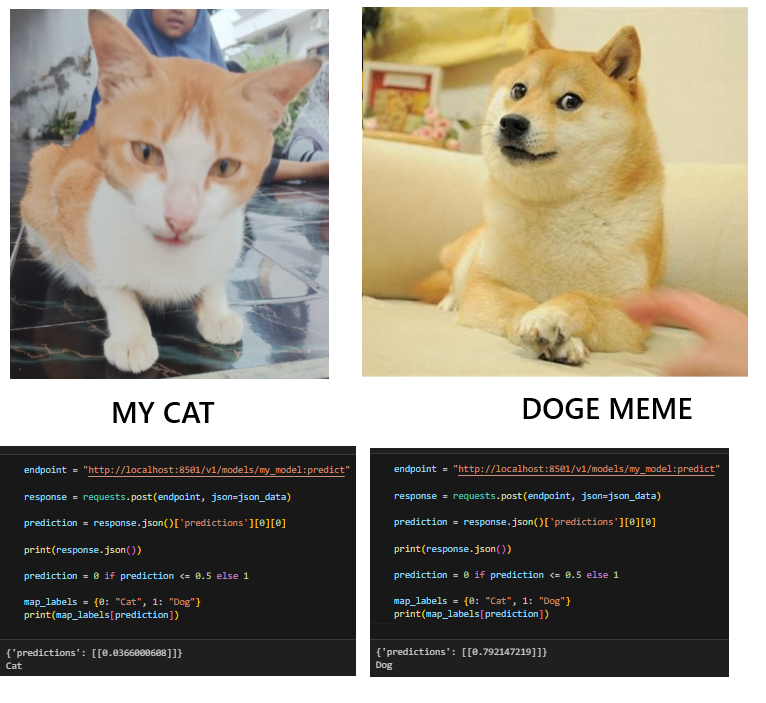 MY CAT
DOGE MEME
endpoint = "http://localhost:8501/v1/models/my_model:predict"
response = requests.post(endpoint, json=json_data)
prediction = response.json()['predictions'][0][0]
print(response.json())
prediction = 0 if prediction <= 0.5 else 1
map_labels = {0: "Cat", 1: "Dog"}
print(map_labels[prediction])
{'predictions': [[0.0366000608]]}
Cat
endpoint = "http://localhost:8501/v1/models/my_model:predict"
response = requests.post(endpoint, json=json_data)
prediction = response.json()['predictions'][0][0]
print(response.json())
prediction = 0 if prediction <= 0.5 else 1
map_labels = {0: "Cat", 1: "Dog"}
print(map_labels[prediction])
{'predictions': [[0.792147219]]}
Dog